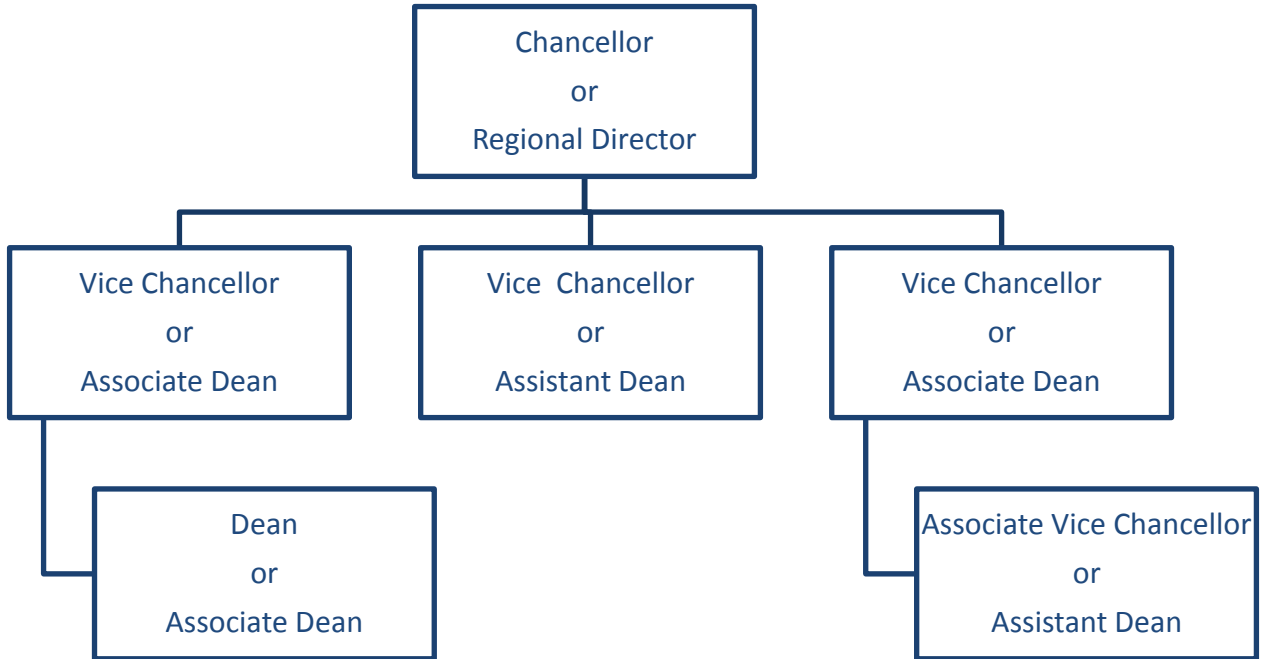 Chancellor
or
Regional Director
Vice Chancellor
or
Associate Dean
Vice  Chancellor
or
Assistant Dean
Vice Chancellor
or
Associate Dean
Dean
or
Associate Dean
Associate Vice Chancellor
or
Assistant Dean